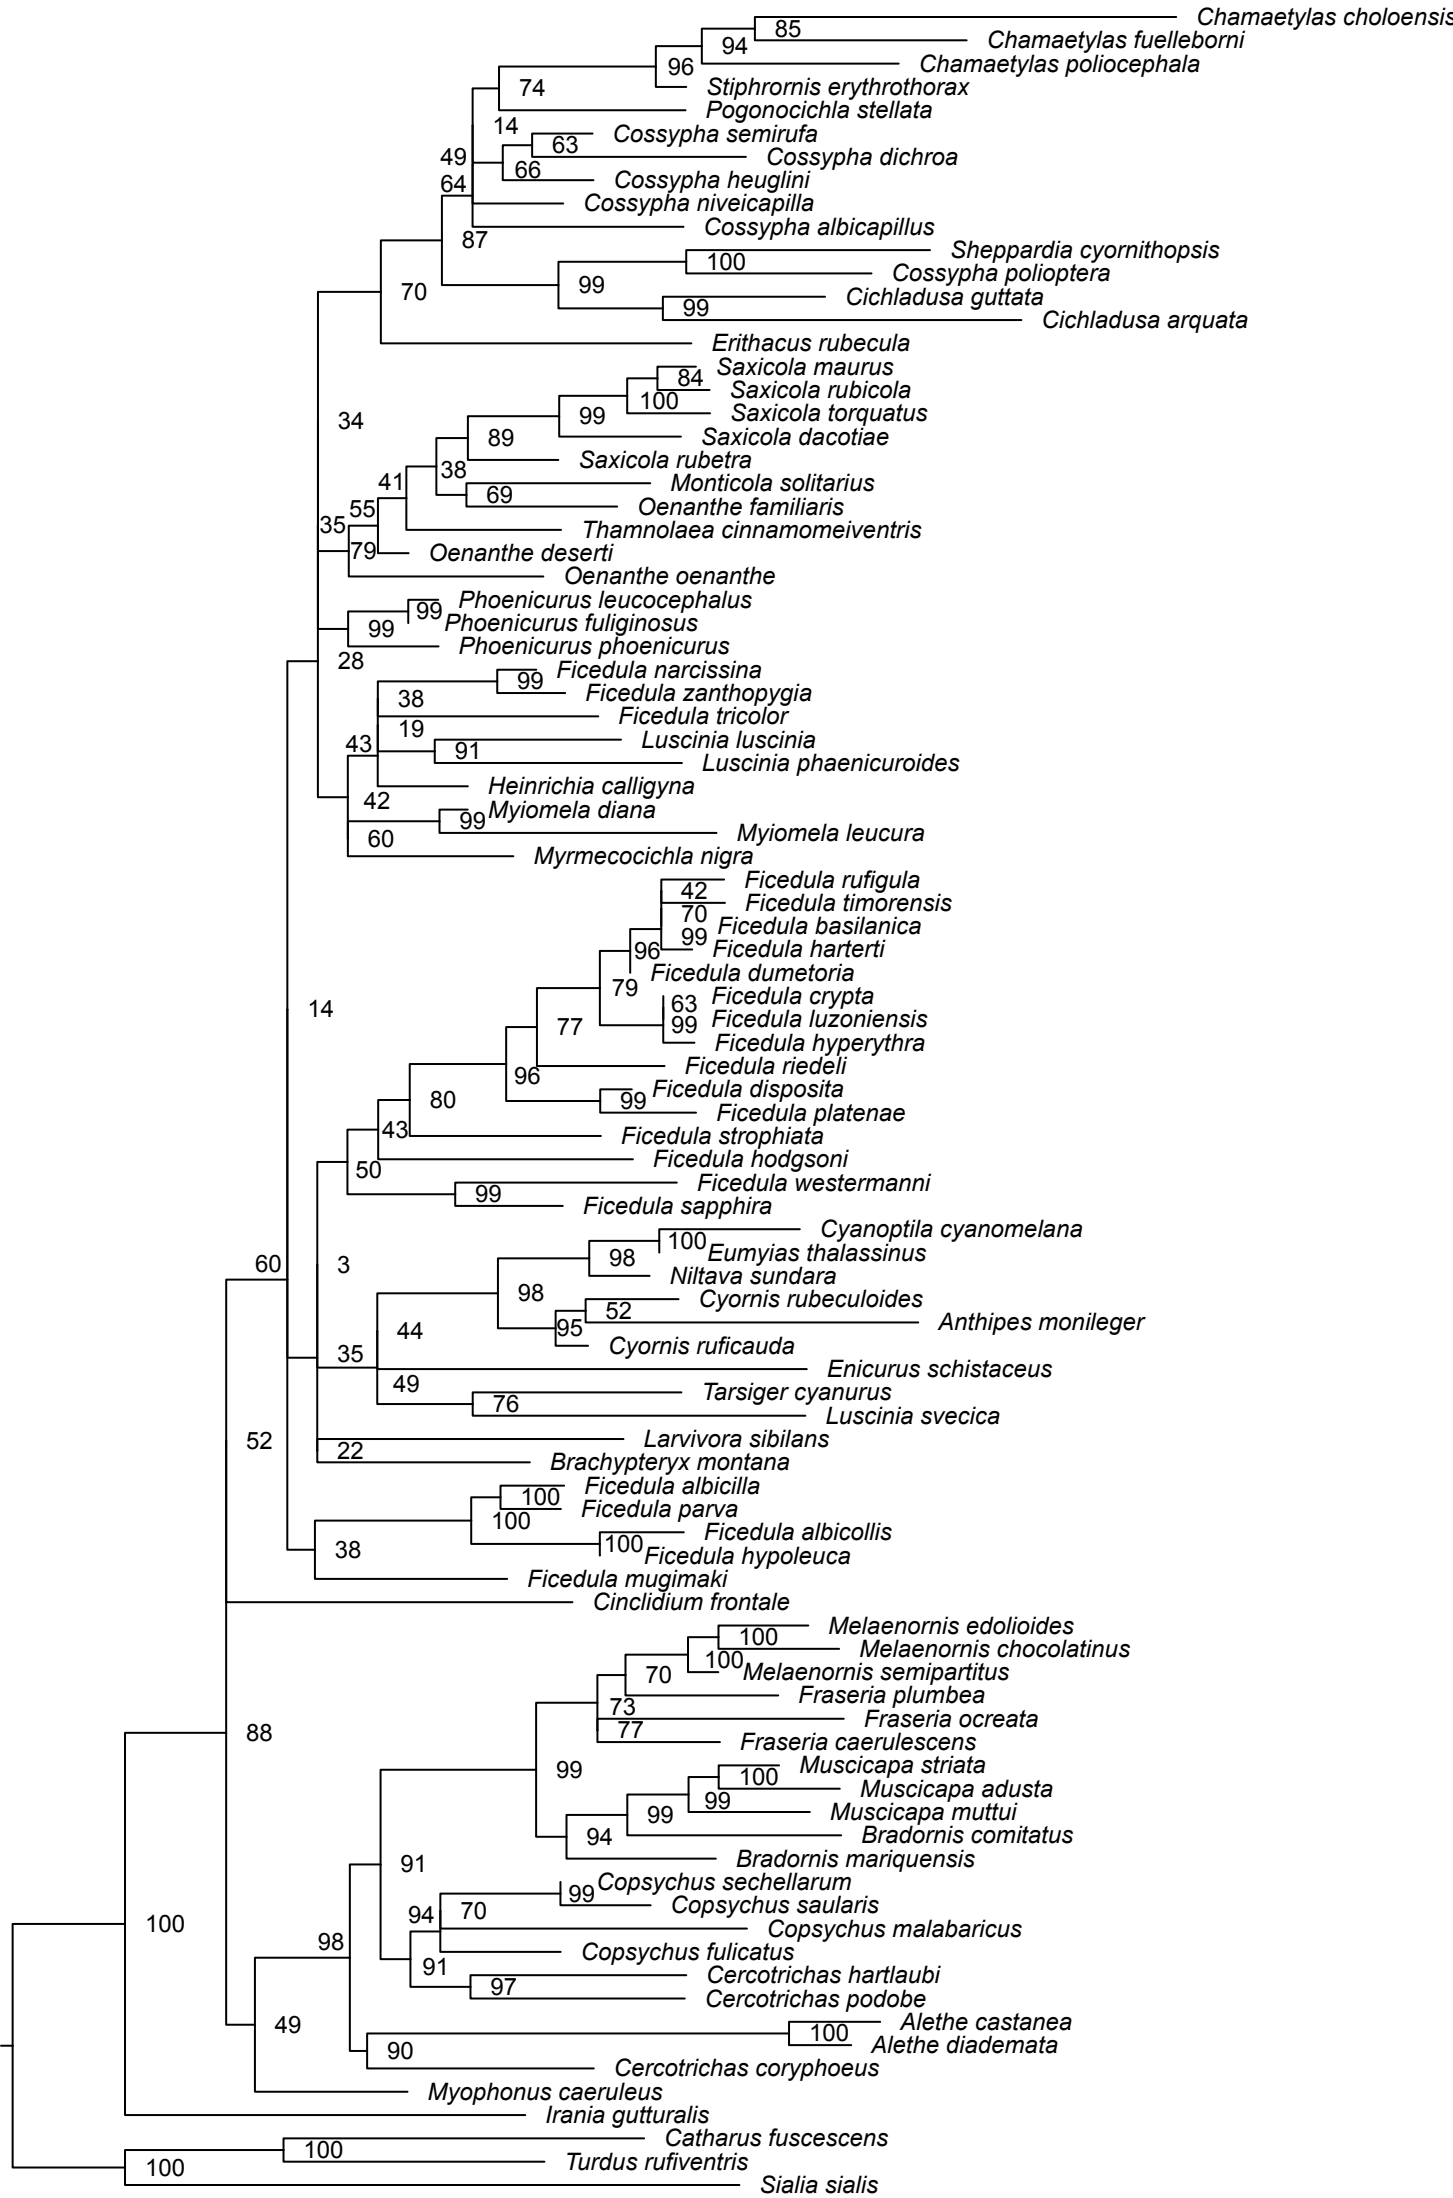 Chamaetylas choloensis
85
Chamaetylas fuelleborni
94
Chamaetylas poliocephala
96
74
Stiphrornis erythrothorax
Pogonocichla stellata
14
Cossypha semirufa
63
49
Cossypha dichroa
66
64
Cossypha heuglini
Cossypha niveicapilla
Cossypha albicapillus
87
Sheppardia cyornithopsis
100
Cossypha polioptera
70
99
Cichladusa guttata
99
Cichladusa arquata
Erithacus rubecula
Saxicola maurus
84
Saxicola rubicola
100
34
99
Saxicola torquatus
89
Saxicola dacotiae
38
Saxicola rubetra
41
Monticola solitarius
69
55
Oenanthe familiaris
35
Thamnolaea cinnamomeiventris
79
Oenanthe deserti
Oenanthe oenanthe
Phoenicurus leucocephalus
99
99
Phoenicurus fuliginosus
Phoenicurus phoenicurus
28
Ficedula narcissina
99
38
Ficedula zanthopygia
Ficedula tricolor
19
43
Luscinia luscinia
91
Luscinia phaenicuroides
Heinrichia calligyna
42
Myiomela diana
99
Myiomela leucura
60
Myrmecocichla nigra
Ficedula rufigula
42
Ficedula timorensis
70
Ficedula basilanica
99
96
Ficedula harterti
Ficedula dumetoria
79
Ficedula crypta
63
14
77
99
Ficedula luzoniensis
Ficedula hyperythra
Ficedula riedeli
96
Ficedula disposita
80
99
Ficedula platenae
43
Ficedula strophiata
Ficedula hodgsoni
50
Ficedula westermanni
99
Ficedula sapphira
Cyanoptila cyanomelana
100
60
3
98
Eumyias thalassinus
Niltava sundara
98
Cyornis rubeculoides
52
44
95
Anthipes monileger
Cyornis ruficauda
35
Enicurus schistaceus
49
Tarsiger cyanurus
76
Luscinia svecica
52
Larvivora sibilans
22
Brachypteryx montana
Ficedula albicilla
100
Ficedula parva
100
Ficedula albicollis
38
100
Ficedula hypoleuca
Ficedula mugimaki
Cinclidium frontale
Melaenornis edolioides
100
Melaenornis chocolatinus
100
70
Melaenornis semipartitus
Fraseria plumbea
73
Fraseria ocreata
88
77
Fraseria caerulescens
99
Muscicapa striata
100
Muscicapa adusta
99
99
Muscicapa muttui
94
Bradornis comitatus
91
Bradornis mariquensis
99
Copsychus sechellarum
94
70
Copsychus saularis
100
Copsychus malabaricus
98
Copsychus fulicatus
91
Cercotrichas hartlaubi
97
Cercotrichas podobe
49
Alethe castanea
100
90
Alethe diademata
Cercotrichas coryphoeus
Myophonus caeruleus
Irania gutturalis
Catharus fuscescens
100
100
Turdus rufiventris
Sialia sialis